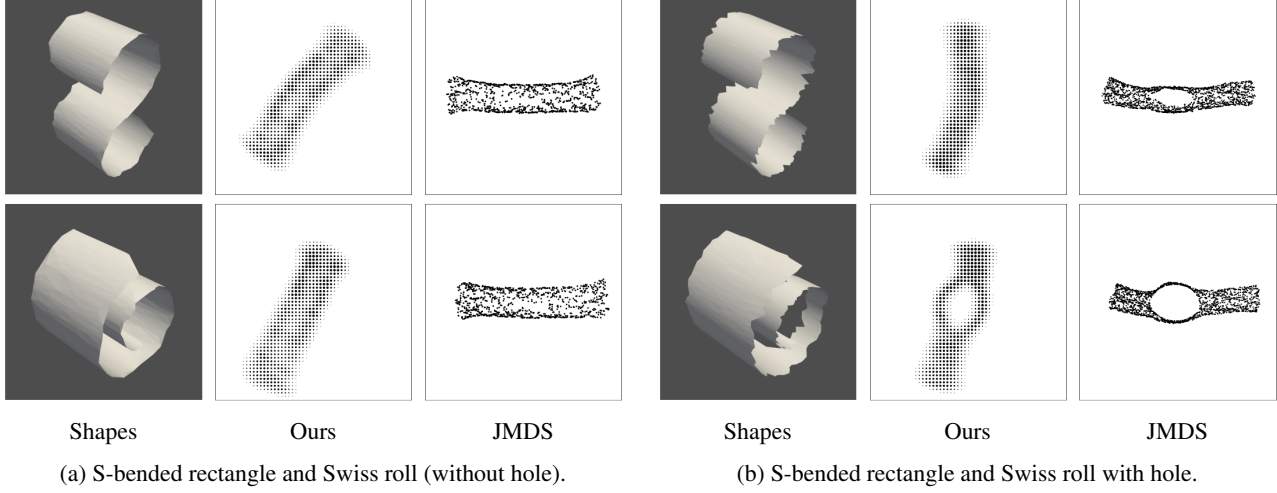 Shapes Ours JMDS Shapes Ours JMDS
(a) S-bended rectangle and Swiss roll (without hole). (b) S-bended rectangle and Swiss roll with hole.